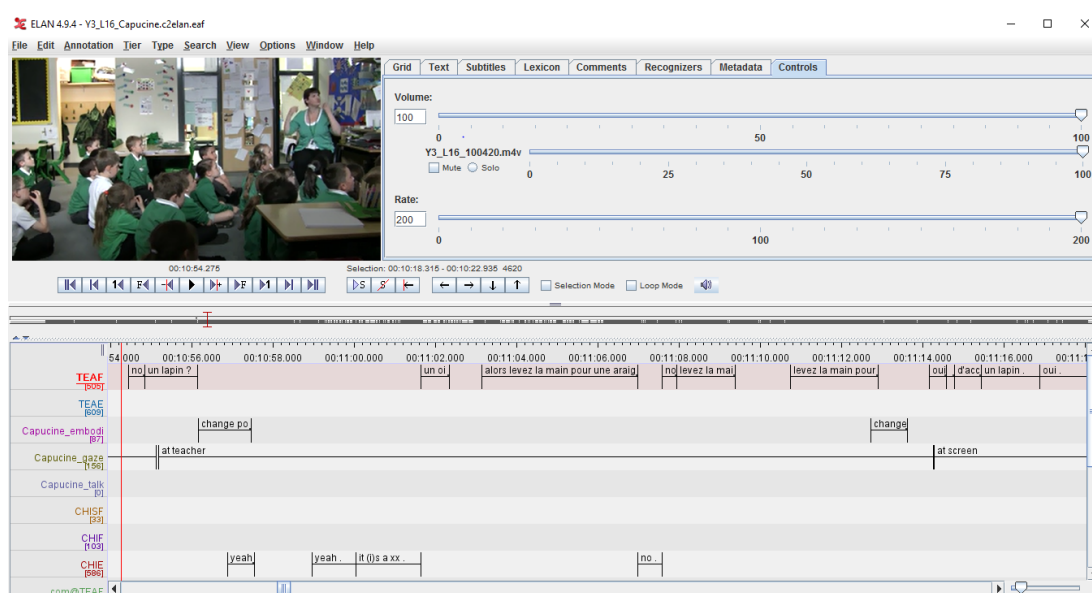 ELAN 4.9.4 - Y3_L16_Capucine.c2elan.eaf
File Edit Annotation Tier Type Search View Options Window Help
Grid Text Subtitles Lexicon Comments Recognizers Metadata Controls
Volume:
100
0 50 100
Y3_L16_100420.m4v
Mute Solo 0 25 50 75 100
Rate:
200
0 100 200
00:10:54.275 Selection: 00:10:18.315 - 00:10:22.935 4620
Selection Mode Loop Mode
54.000 00:10:56.000 00:10:58.000 00:11:00.000 00:11:02.000 00:11:04.000 00:11:06.000 00:11:08.000 00:11:10.000 00:11:12.000 00:11:14.000 00:11:16.000 00:11:1
TEAF no un lapin ? un oi alors levez la main pour une araig no levez la mai levez la main pour oui d'acc un lapin . oui .
[505]
TEAE
[609]
Capucine_embodi change po change
[87]
Capucine_gaze at teacher at screen
[156]
Capucine_talk
[0]
CHISF
[33]
CHIF
[103]
CHIE yeah yeah . it (i)s a xx . no .
[586]
com@TEAF